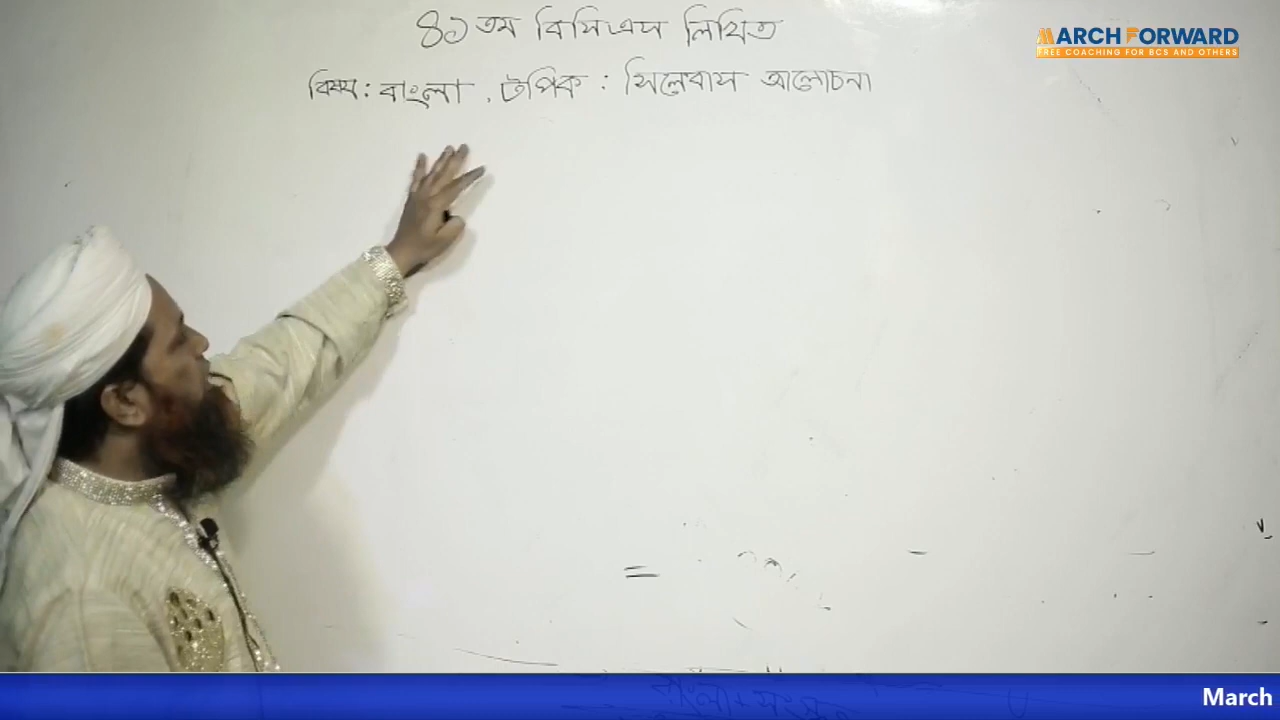 ৪১ তম বিসিএস লিখিত
বিষয়: বাংলা, টপিক : সিলেবাস আলোচনা
MARCH FORWARD
FREE COACHING FOR BCS AND OTHERS
March